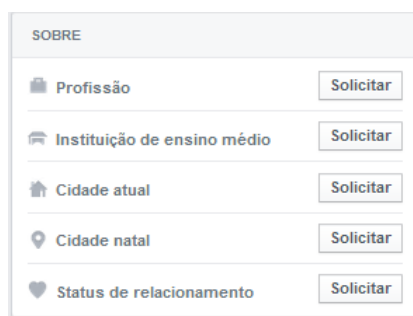 SOBRE
Profissão Solicitar
Instituição de ensino médio Solicitar
Cidade atual Solicitar
Cidade natal Solicitar
Status de relacionamento Solicitar